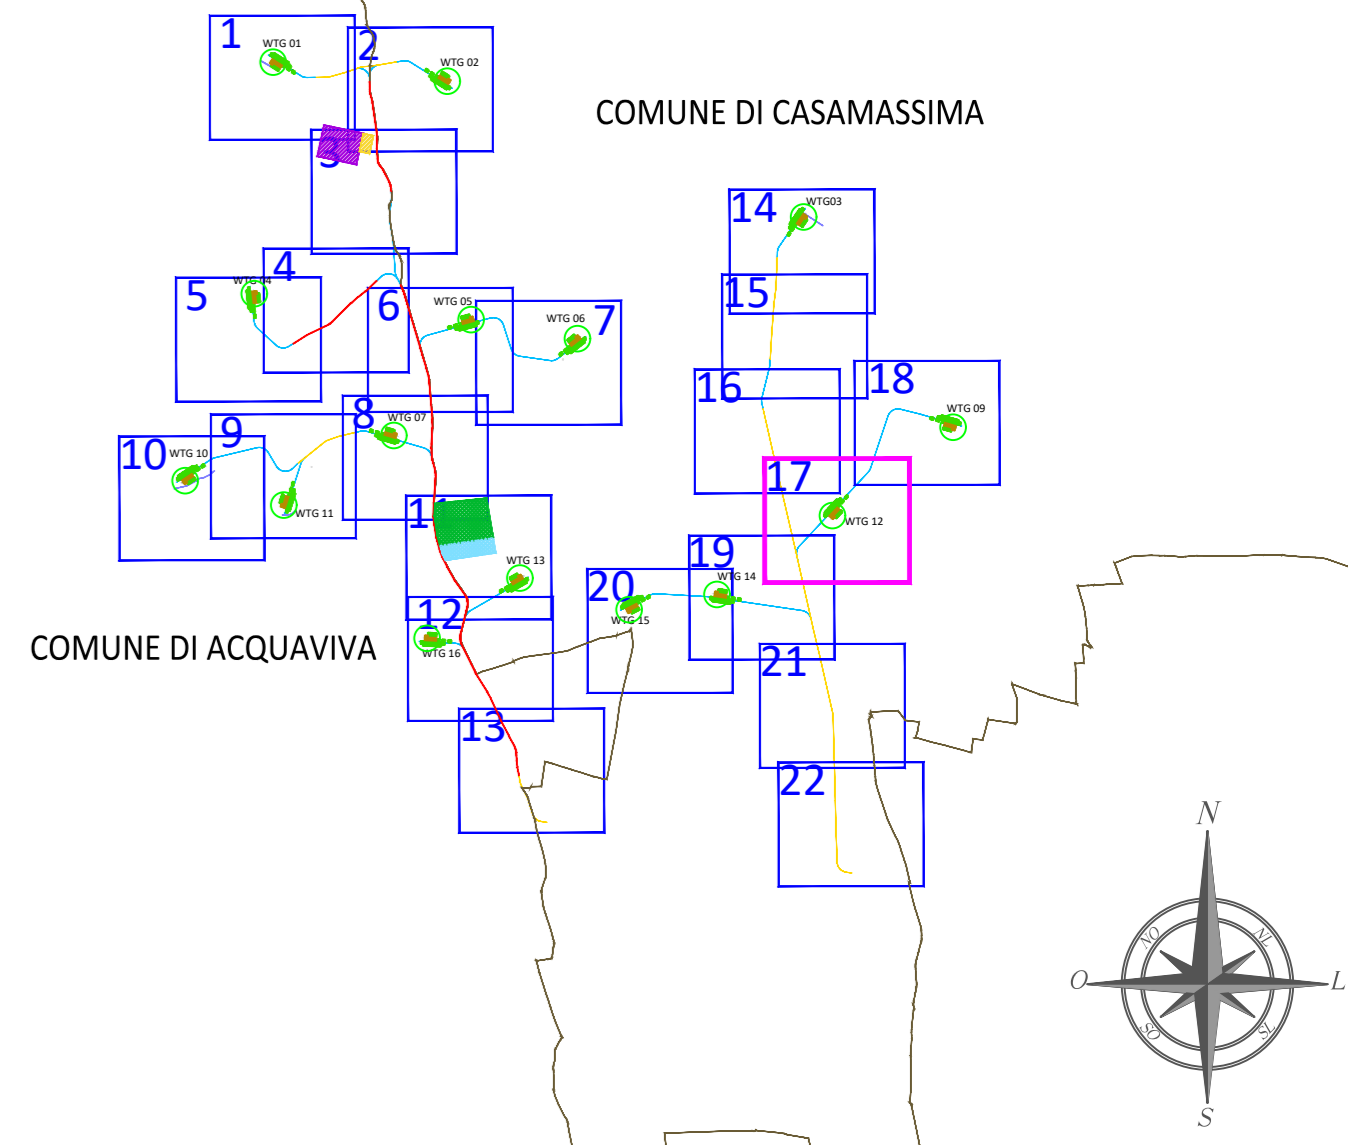 1
WTG 01
2
WTG 02
COMUNE DI CASAMASSIMA
3
14
WTG03
4
WTG 04
5
6
WTG 05
7
WTG 06
15
16
18
WTG 09
8
WTG 07
9
10
WTG 10
WTG 11
17
WTG 12
11
WTG 13
19
WTG 14
20
WTG 15
12
WTG 16
COMUNE DI ACQUAVIVA
21
13
22
N
NO
NL
O
L
SO
SL
S